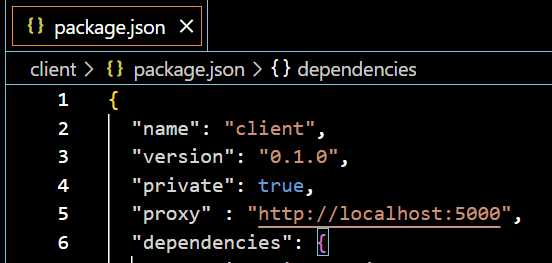 {} package.json ×
client > {} package.json > {} dependencies
1 {
2 "name": "client",
3 "version": "0.1.0",
4 "private": true,
5 "proxy" : "http://localhost:5000",
6 "dependencies": {